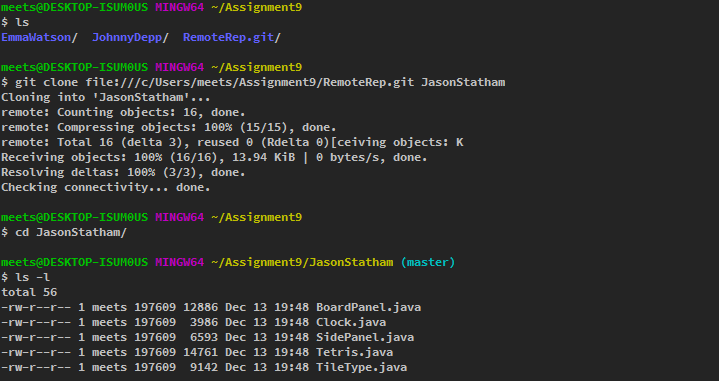 meets@DESKTOP-ISUM0US MINGW64 ~/Assignment9
$ ls
EmmaWatson/  JohnnyDepp/  RemoteRep.git/
meets@DESKTOP-ISUM0US MINGW64 ~/Assignment9
$ git clone file:///c/Users/meets/Assignment9/RemoteRep.git JasonStatham
Cloning into 'JasonStatham'...
remote: Counting objects: 16, done.
remote: Compressing objects: 100% (15/15), done.
remote: Total 16 (delta 3), reused 0 (Rdelta 0)[ceiving objects: K
Receiving objects: 100% (16/16), 13.94 KiB | 0 bytes/s, done.
Resolving deltas: 100% (3/3), done.
Checking connectivity... done.
meets@DESKTOP-ISUM0US MINGW64 ~/Assignment9
$ cd JasonStatham/
meets@DESKTOP-ISUM0US MINGW64 ~/Assignment9/JasonStatham (master)
$ ls -l
total 56
-rw-r--r-- 1 meets 197609 12886 Dec 13 19:48 BoardPanel.java
-rw-r--r-- 1 meets 197609  3986 Dec 13 19:48 Clock.java
-rw-r--r-- 1 meets 197609  6593 Dec 13 19:48 SidePanel.java
-rw-r--r-- 1 meets 197609 14761 Dec 13 19:48 Tetris.java
-rw-r--r-- 1 meets 197609  9142 Dec 13 19:48 TileType.java